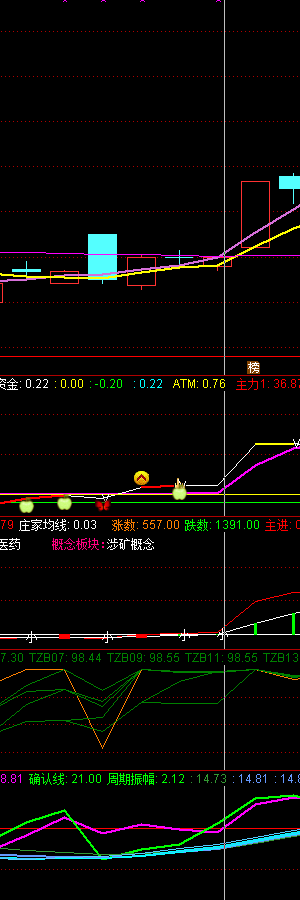 榜
资金: 0.22 : 0.00 : -0.20 : 0.22 ATM: 0.76 主力1: 36.87
79 庄家均线: 0.03 涨数: 557.00 跌数: 1391.00 主进: 0
医药 概念板块:涉矿概念
小 小 小 小
7.30 TZB07: 98.44 TZB09: 98.55 TZB11: 98.55 TZB13
8.81 确认线: 21.00 周期振幅: 2.12 : 14.73 : 14.81 : 14.8